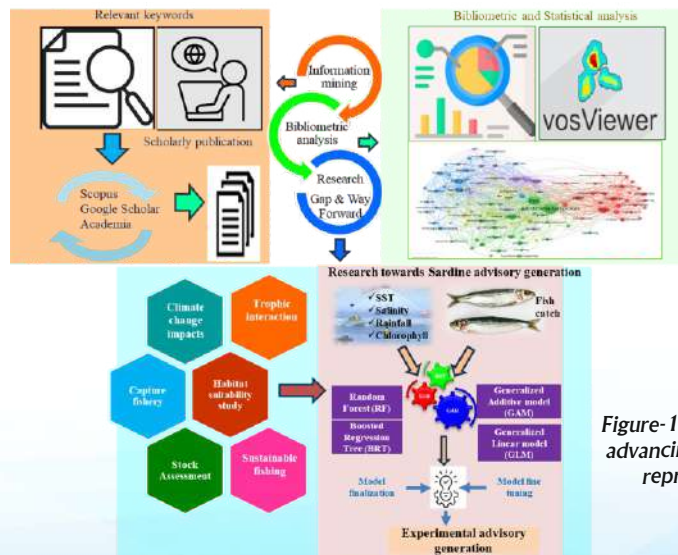 Relevant keywords
Scholarly publication
Scopus
Google Scholar
Academia
Information
mining
Bibliometric
analysis
Research
Gap & Way
Forward
Bibliometric and Statistical analysis
vosViewer
Climate
change
impacts
Trophic
interaction
Capture
fishery
Habitat
suitability
study
Stock
Assessment
Sustainable
fishing
Research towards Sardine advisory generation
✓SST
✓Salinity
✓Rainfall
✓Chlorophyll
Fish
catch
Random
Forest (RF)
Boosted
Regression
Tree (BRT)
Generalized
Additive model
(GAM)
Generalized
Linear model
(GLM)
Model
finalization
Model fine
tuning
Experimental advisory
generation
Figure-1
advancin
repr